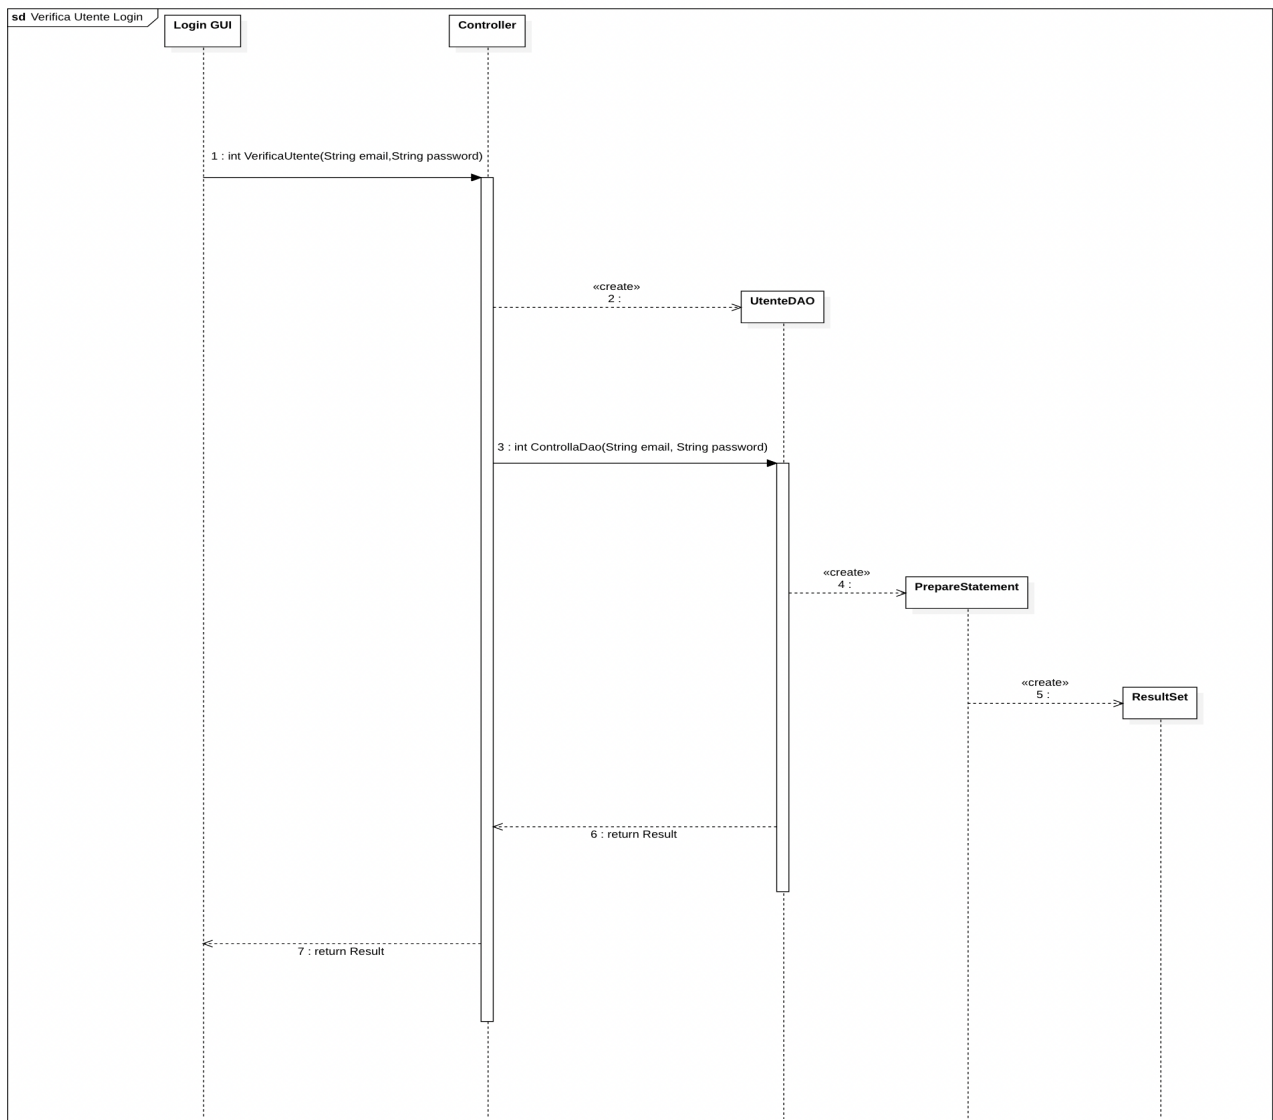 sd Verifica Utente Login
Login GUI
Controller
1 : int VerificaUtente(String email,String password)
«create»
2 :
UtenteDAO
3 : int ControllaDao(String email, String password)
«create»
4 :
PrepareStatement
«create»
5 :
ResultSet
6 : return Result
7 : return Result